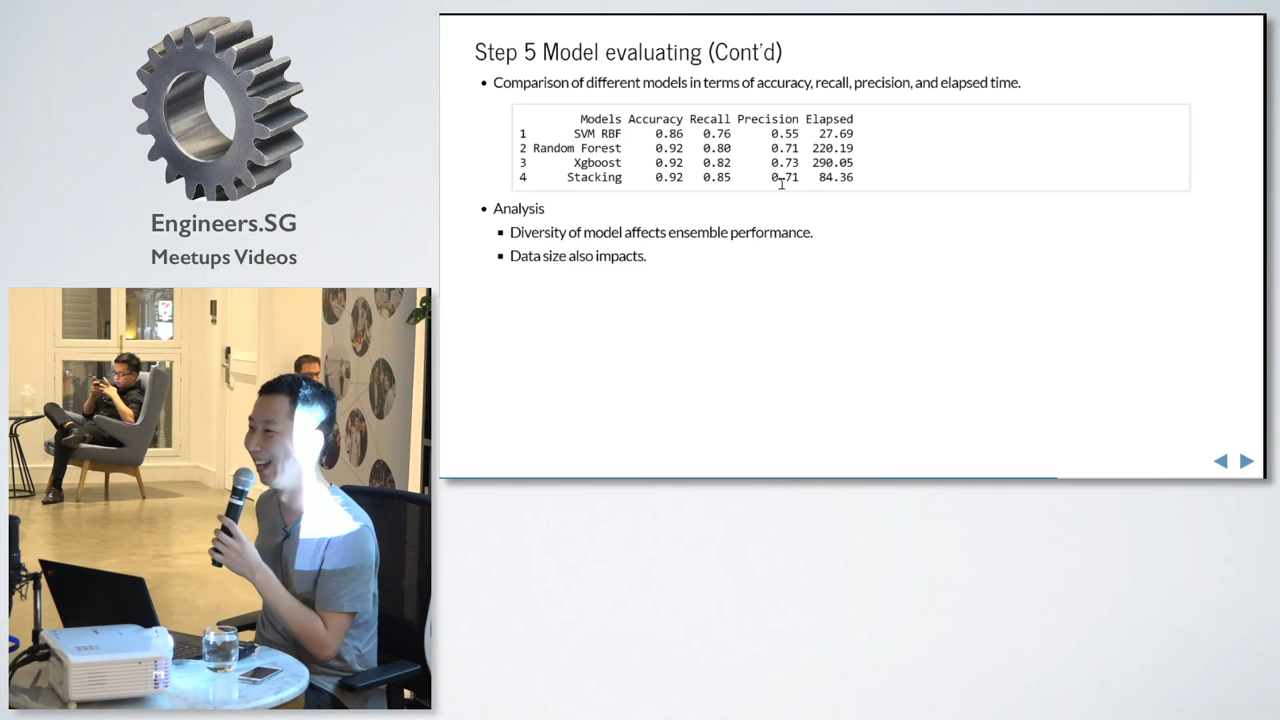 Engineers.SG
Meetups Videos
Step 5 Model evaluating (Cont'd)
Comparison of different models in terms of accuracy, recall, precision, and elapsed time.
Models Accuracy Recall Precision Elapsed
1 SVM RBF 0.86 0.76 0.55 27.69
2 Random Forest 0.92 0.80 0.71 220.19
3 Xgboost 0.92 0.82 0.73 290.05
4 Stacking 0.92 0.85 0.71 84.36
Analysis
Diversity of model affects ensemble performance.
Data size also impacts.